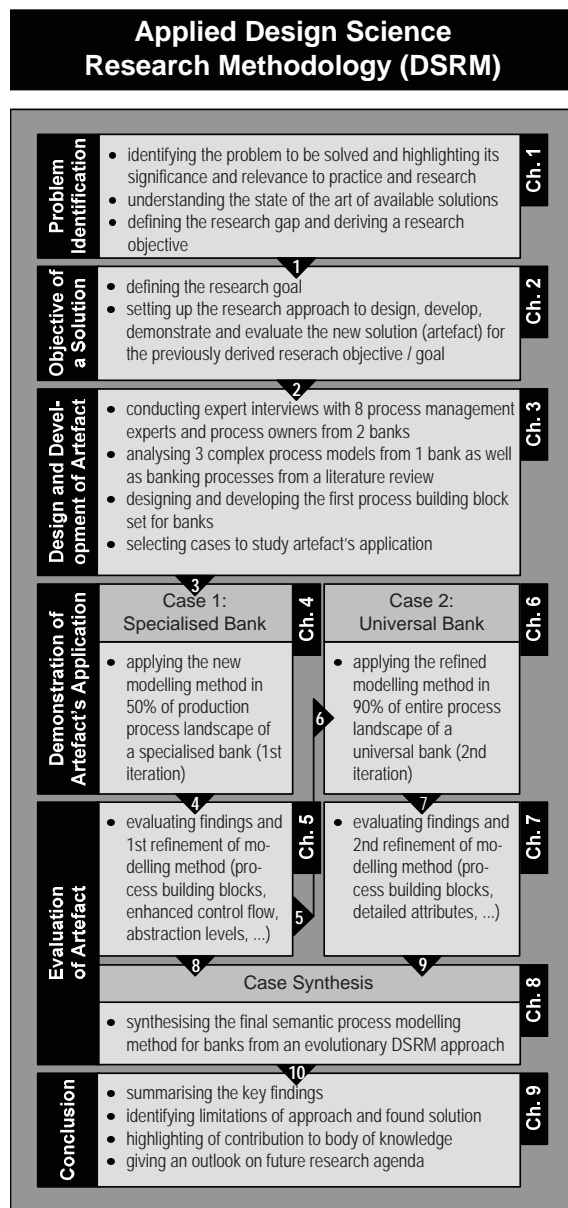 Applied Design Science
Research Methodology (DSRM)
Problem
Identification
• identifying the problem to be solved and highlighting its
significance and relevance to practice and research
• understanding the state of the art of available solutions
• defining the research gap and deriving a research
objective
Ch. 1
1
Objective of
a Solution
• defining the research goal
• setting up the research approach to design, develop,
demonstrate and evaluate the new solution (artefact) for
the previously derived reserach objective / goal
Ch. 2
2
Design and Devel-
opment of Artefact
• conducting expert interviews with 8 process management
experts and process owners from 2 banks
• analysing 3 complex process models from 1 bank as well
as banking processes from a literature review
• designing and developing the first process building block
set for banks
• selecting cases to study artefact's application
Ch. 3
3
Demonstration of
Artefact's Application
Case 1:
Specialised Bank
• applying the new
modelling method in
50% of production
process landscape of
a specialised bank (1st
iteration)
Ch. 4
6
Case 2:
Universal Bank
• applying the refined
modelling method in
90% of entire process
landscape of a
universal bank (2nd
iteration)
Ch. 6
4
7
Evaluation
of Artefact
• evaluating findings and
1st refinement of mo-
delling method (pro-
cess building blocks,
enhanced control flow,
abstraction levels, ...)
Ch. 5
5
• evaluating findings and
2nd refinement of mo-
delling method (pro-
cess building blocks,
detailed attributes, ...)
Ch. 7
8
9
Case Synthesis
• synthesising the final semantic process modelling
method for banks from an evolutionary DSRM approach
Ch. 8
10
Conclusion
• summarising the key findings
• identifying limitations of approach and found solution
• highlighting of contribution to body of knowledge
• giving an outlook on future research agenda
Ch. 9